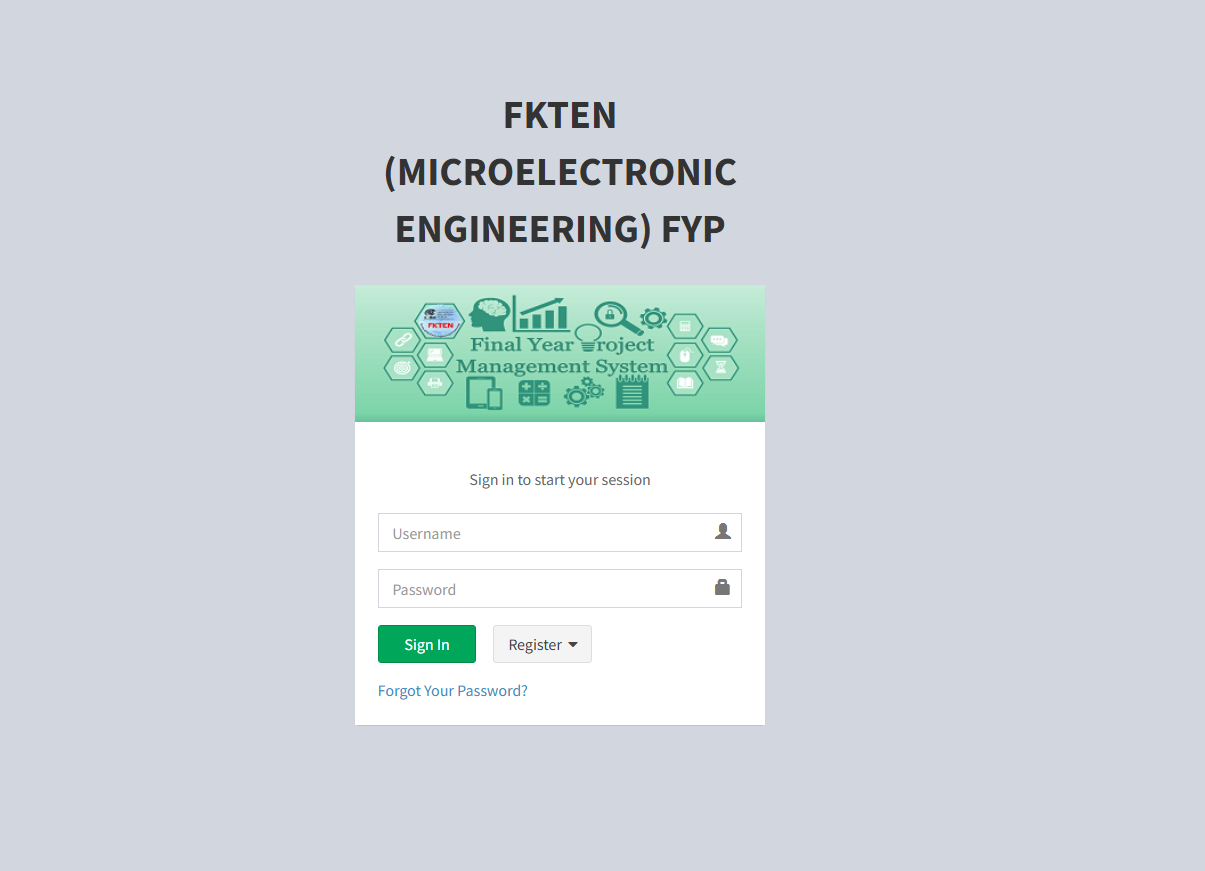 FKTEN
(MICROELECTRONIC
ENGINEERING) FYP
FKTEN
Final Year Project
Management System
Sign in to start your session
Username
Password
Sign In
Register
Forgot Your Password?